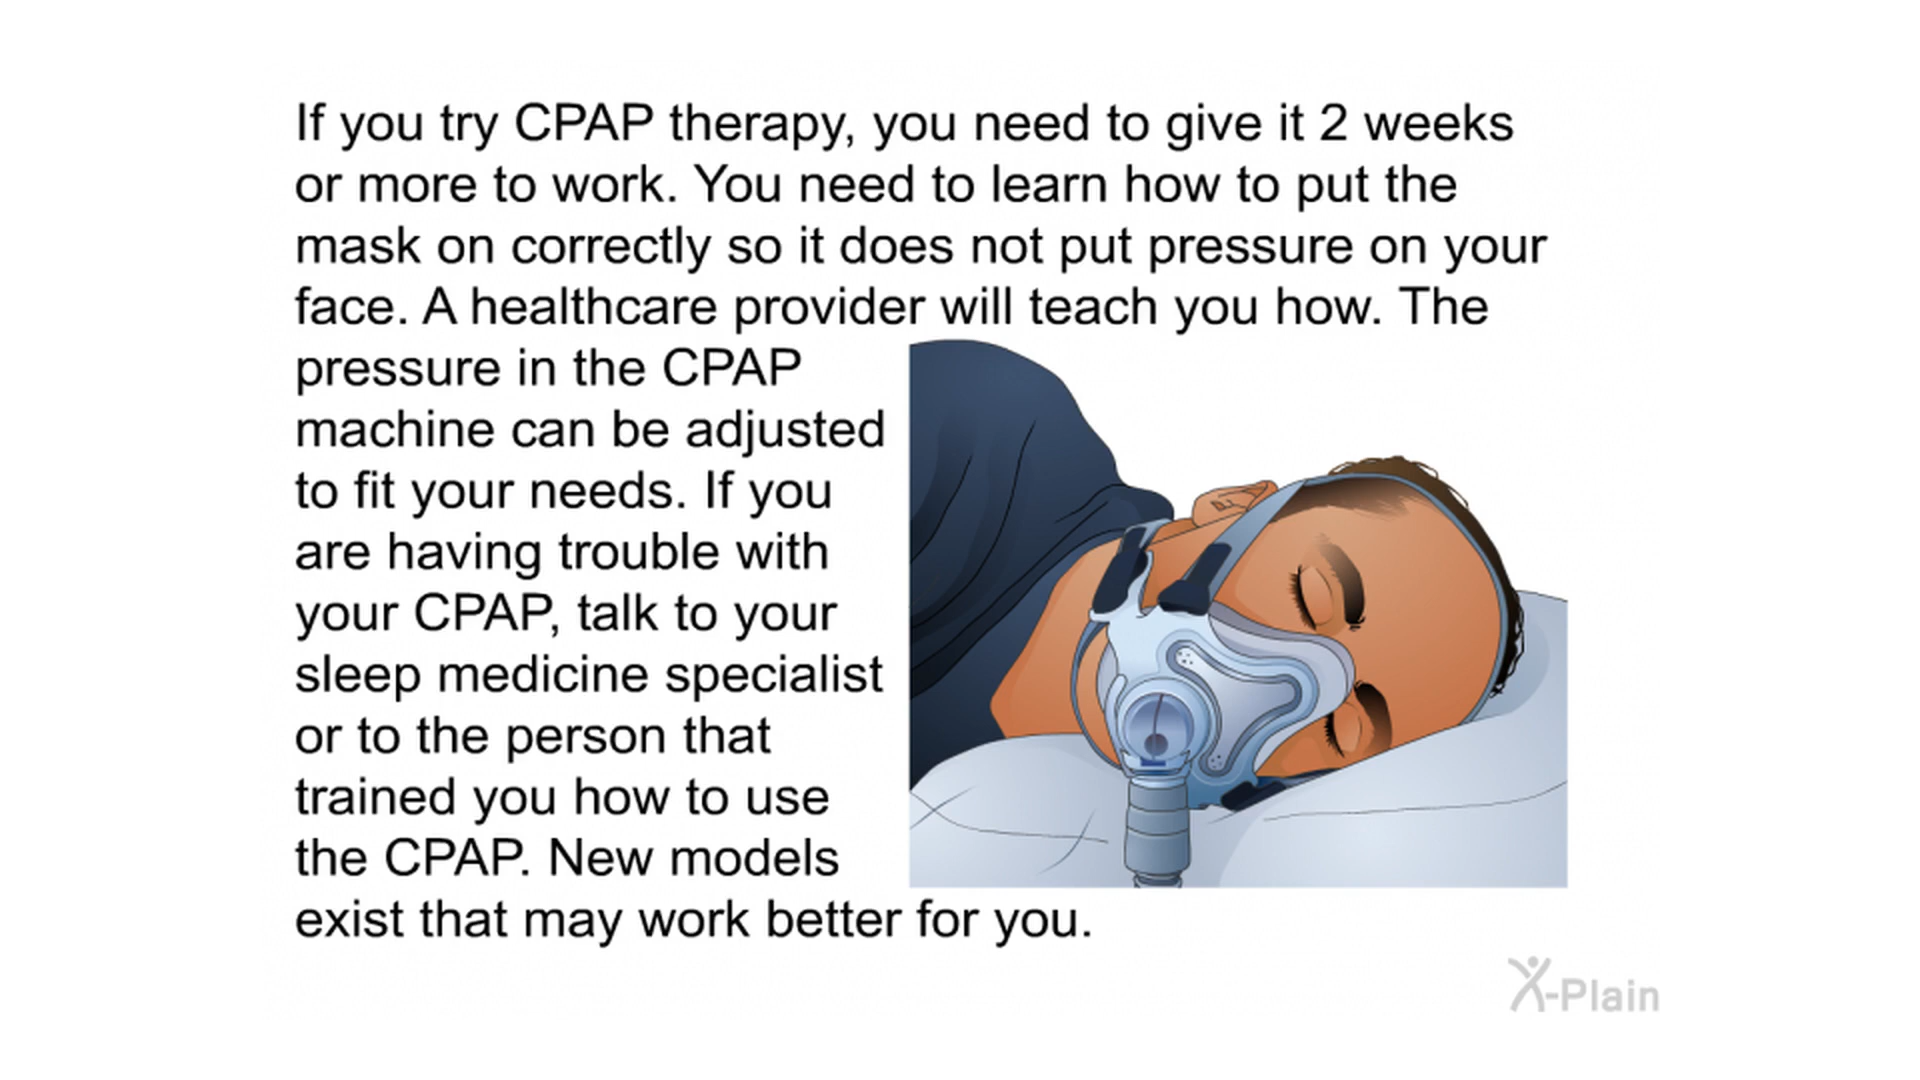 If you try CPAP therapy, you need to give it 2 weeks
or more to work. You need to learn how to put the
mask on correctly so it does not put pressure on your
face. A healthcare provider will teach you how. The
pressure in the CPAP
machine can be adjusted
to fit your needs. If you
are having trouble with
your CPAP, talk to your
sleep medicine specialist
or to the person that
trained you how to use
the CPAP. New models
exist that may work better for you.
X-Plain